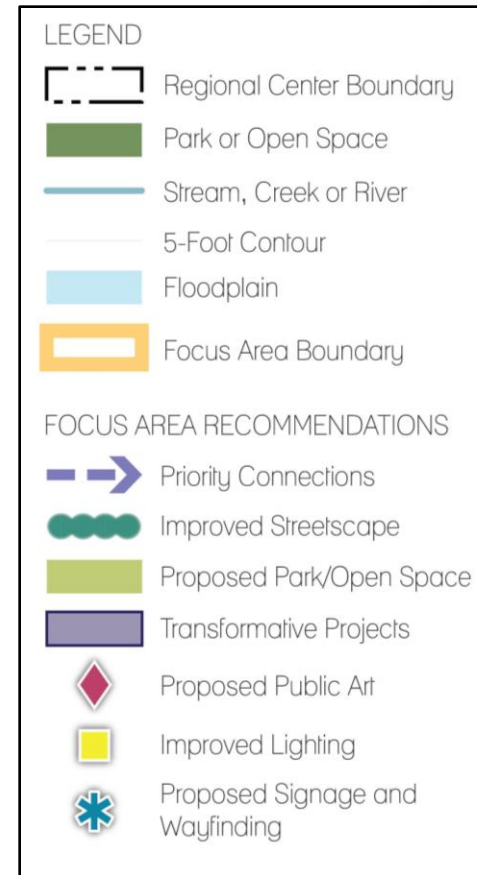 LEGEND
Regional Center Boundary
Park or Open Space
Stream, Creek or River
5-Foot Contour
Floodplain
Focus Area Boundary
FOCUS AREA RECOMMENDATIONS
Priority Connections
Improved Streetscape
Proposed Park/Open Space
Transformative Projects
Proposed Public Art
Improved Lighting
Proposed Signage and
Wayfinding